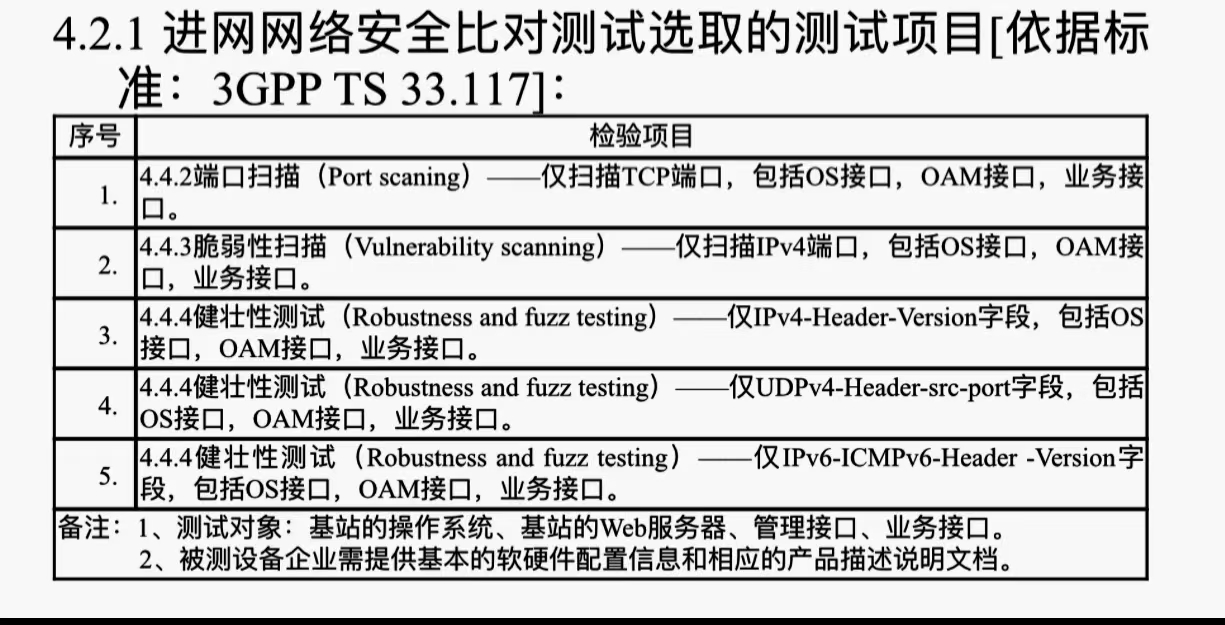 4.2.1 进网网络安全比对测试选取的测试项目[依据标
准：3GPP TS 33.117]：
序号 检验项目
1. 4.4.2端口扫描（Port scaning）——仅扫描TCP端口，包括OS接口，OAM接口，业务接
口。
2. 4.4.3脆弱性扫描（Vulnerability scanning）——仅扫描IPv4端口，包括OS接口，OAM接
口，业务接口。
3. 4.4.4健壮性测试（Robustness and fuzz testing）——仅IPv4-Header-Version字段，包括OS
接口，OAM接口，业务接口。
4. 4.4.4健壮性测试（Robustness and fuzz testing）——仅UDPv4-Header-src-port字段，包括
OS接口，OAM接口，业务接口。
5. 4.4.4健壮性测试（Robustness and fuzz testing）——仅IPv6-ICMPv6-Header -Version字
段，包括OS接口，OAM接口，业务接口。
备注：1、测试对象：基站的操作系统、基站的Web服务器、管理接口、业务接口。
2、被测设备企业需提供基本的软硬件配置信息和相应的产品描述说明文档。